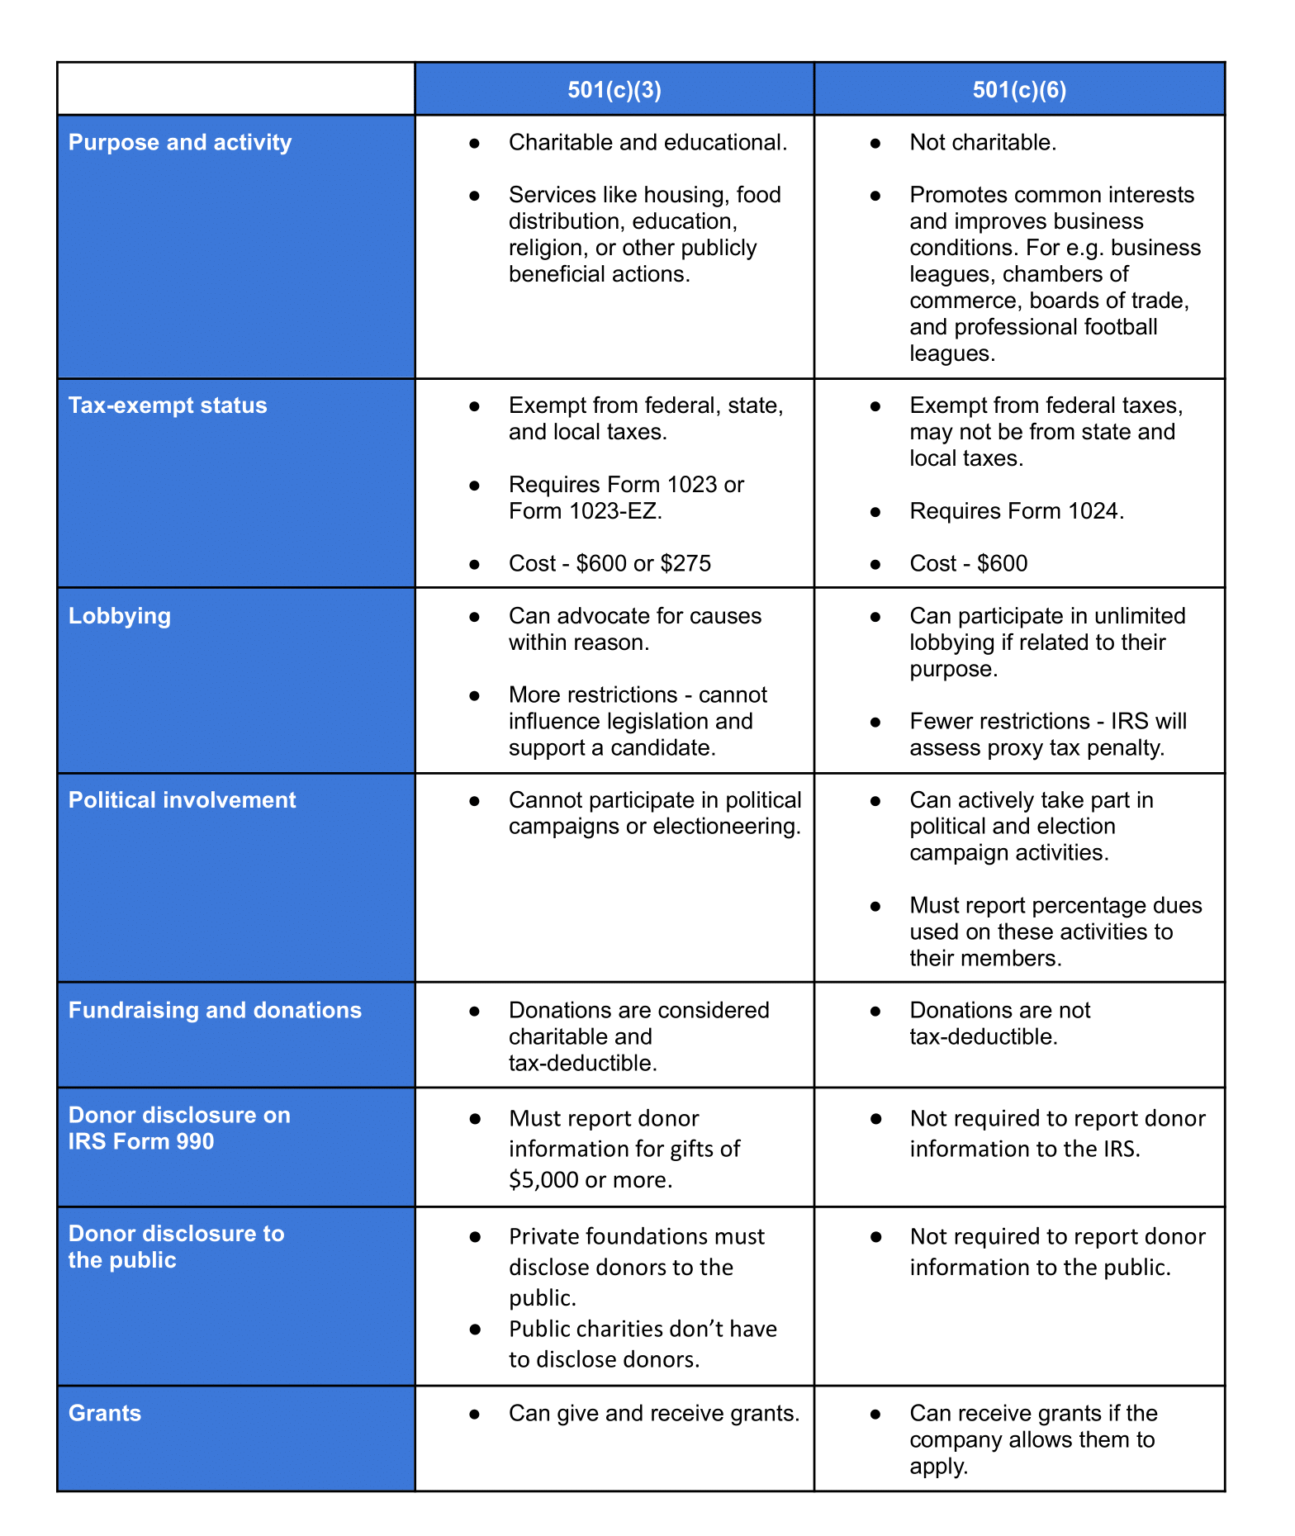 501(c)(3)
501(c)(6)
Purpose and activity
● Charitable and educational.
● Services like housing, food
distribution, education,
religion, or other publicly
beneficial actions.
● Not charitable.
● Promotes common interests
and improves business
conditions. For e.g. business
leagues, chambers of
commerce, boards of trade,
and professional football
leagues.
Tax-exempt status
● Exempt from federal, state,
and local taxes.
● Requires Form 1023 or
Form 1023-EZ.
● Cost - $600 or $275
● Exempt from federal taxes,
may not be from state and
local taxes.
● Requires Form 1024.
● Cost - $600
Lobbying
● Can advocate for causes
within reason.
● More restrictions - cannot
influence legislation and
support a candidate.
● Can participate in unlimited
lobbying if related to their
purpose.
● Fewer restrictions - IRS will
assess proxy tax penalty.
Political involvement
● Cannot participate in political
campaigns or electioneering.
● Can actively take part in
political and election
campaign activities.
● Must report percentage dues
used on these activities to
their members.
Fundraising and donations
● Donations are considered
charitable and
tax-deductible.
● Donations are not
tax-deductible.
Donor disclosure on
IRS Form 990
● Must report donor
information for gifts of
$5,000 or more.
● Not required to report donor
information to the IRS.
Donor disclosure to
the public
● Private foundations must
disclose donors to the
public.
● Public charities don’t have
to disclose donors.
● Not required to report donor
information to the public.
Grants
● Can give and receive grants.
● Can receive grants if the
company allows them to
apply.